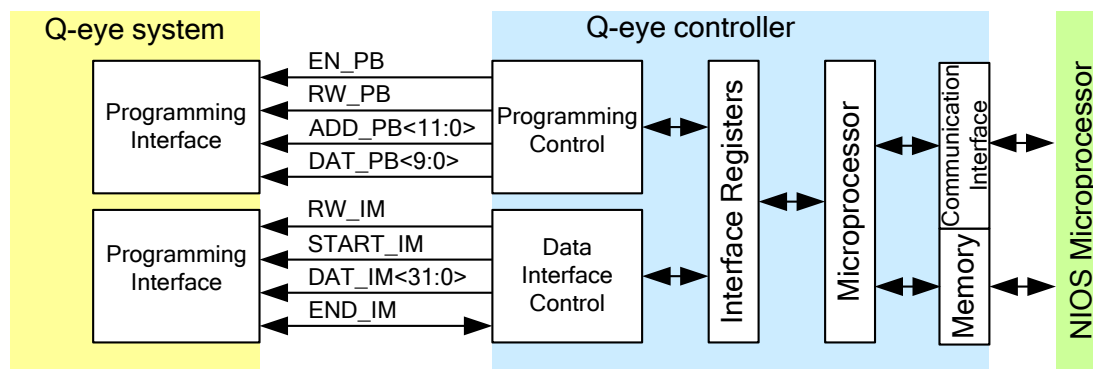 Q-eye system
Q-eye controller
Programming
Interface
EN_PB
RW_PB
ADD_PB<11:0>
DAT_PB<9:0>
Programming
Control
Programming
Interface
RW_IM
START_IM
DAT_IM<31:0>
END_IM
Data
Interface
Control
Interface Registers
Microprocessor
Communication
Interface
Memory
NIOS Microprocessor